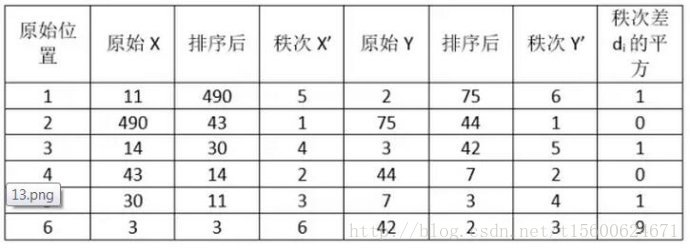 原始位置 原始 X 排序后 秩次 X’ 原始 Y 排序后 秩次 Y’ 秩次差 di 的平方
1 11 490 5 2 75 6 1
2 490 43 1 75 44 1 0
3 14 30 4 3 42 5 1
4 43 14 2 44 7 2 0
13.png 30 11 3 7 3 4 1
6 3 3 6 42 2 3 9
http://blog.csdn.net/t15600624671